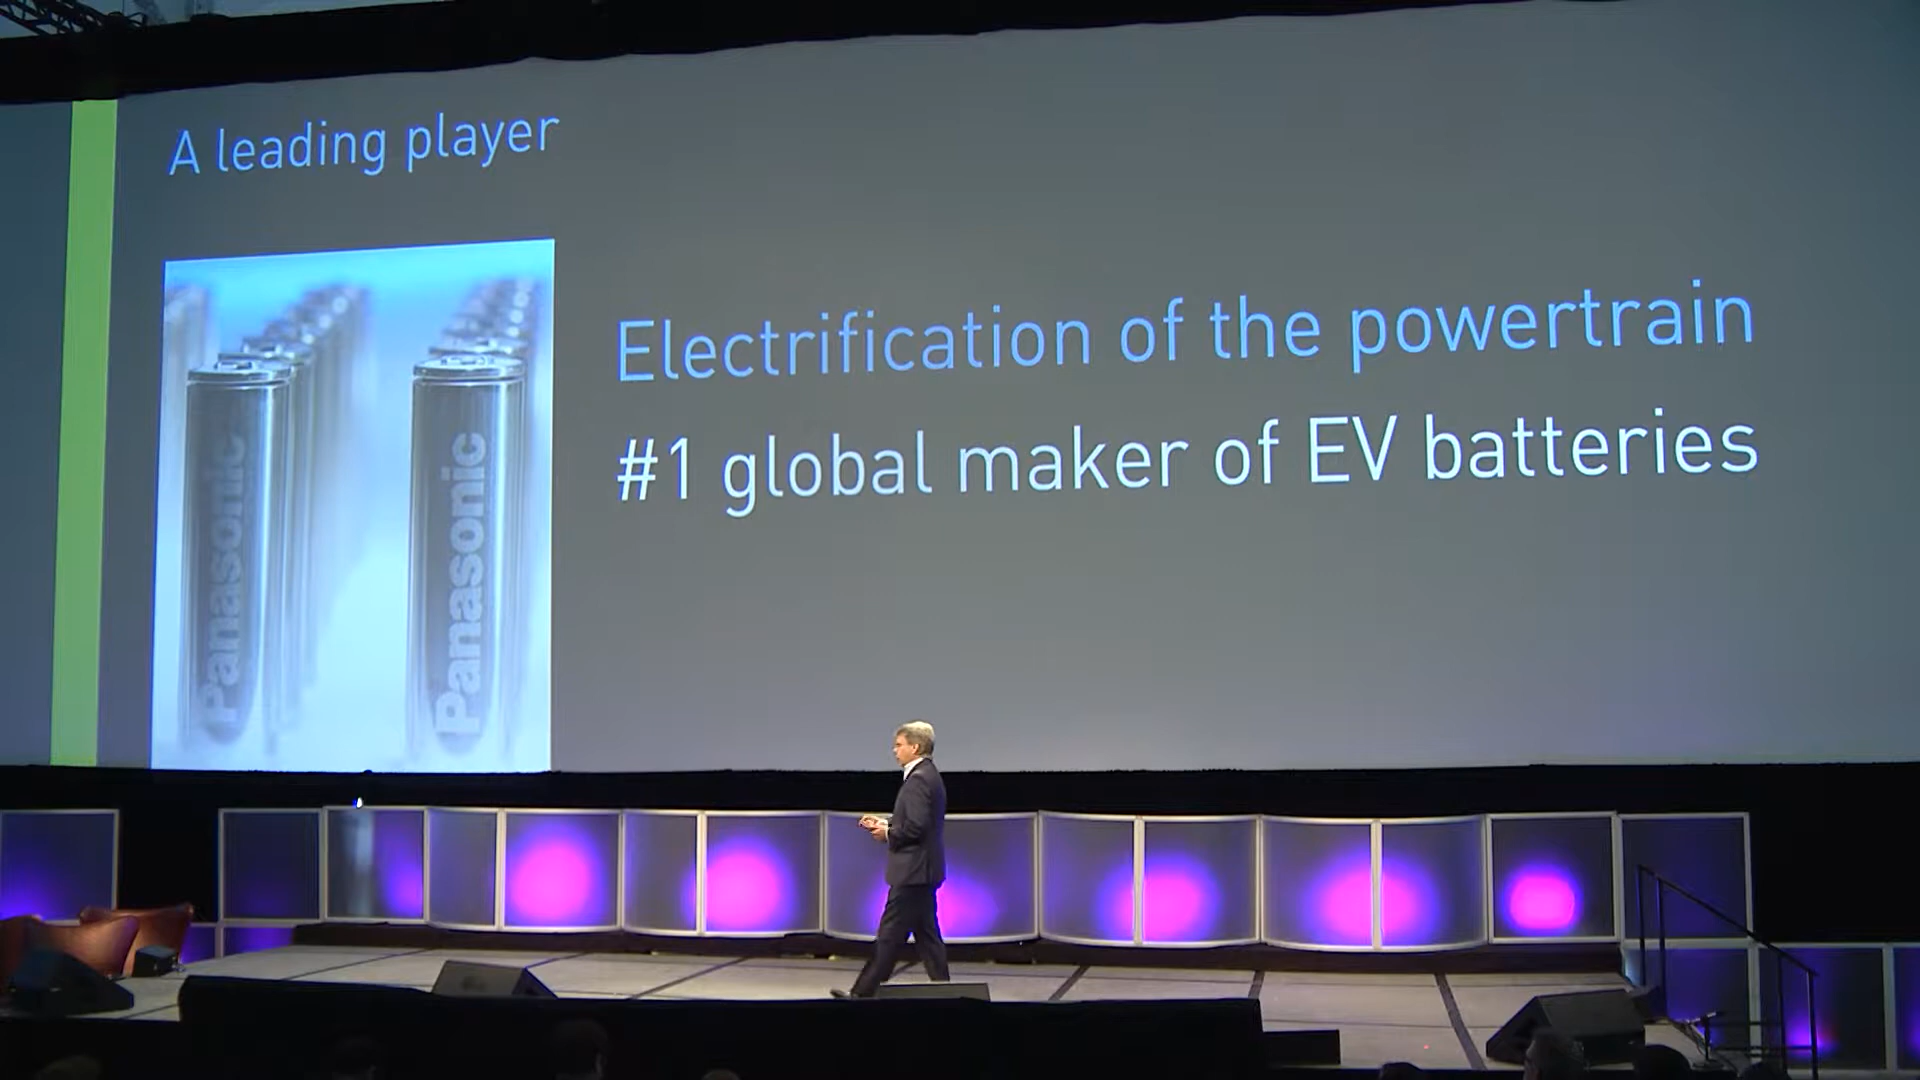 A leading player
Panasonic
Panasonic
Electrification of the powertrain
#1 global maker of EV batteries